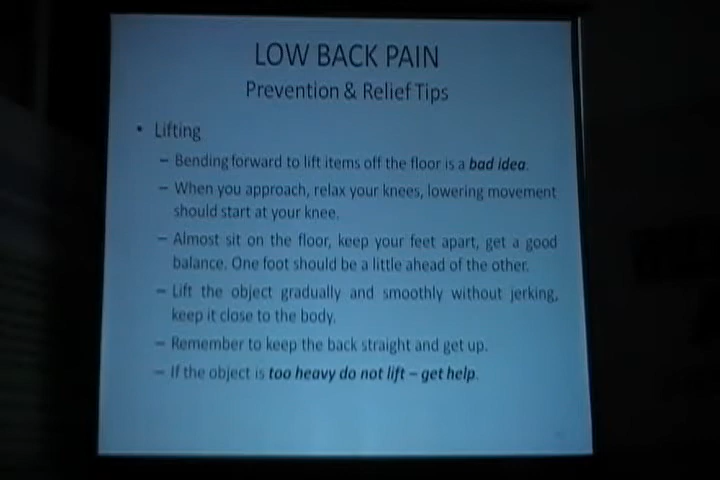 LOW BACK PAIN
Prevention & Relief Tips
• Lifting
– Bending forward to lift items off the floor is a bad idea.
– When you approach, relax your knees, lowering movement
should start at your knee.
– Almost sit on the floor, keep your feet apart, get a good
balance. One foot should be a little ahead of the other.
– Lift the object gradually and smoothly without jerking,
keep it close to the body.
– Remember to keep the back straight and get up.
– If the object is too heavy do not lift – get help.